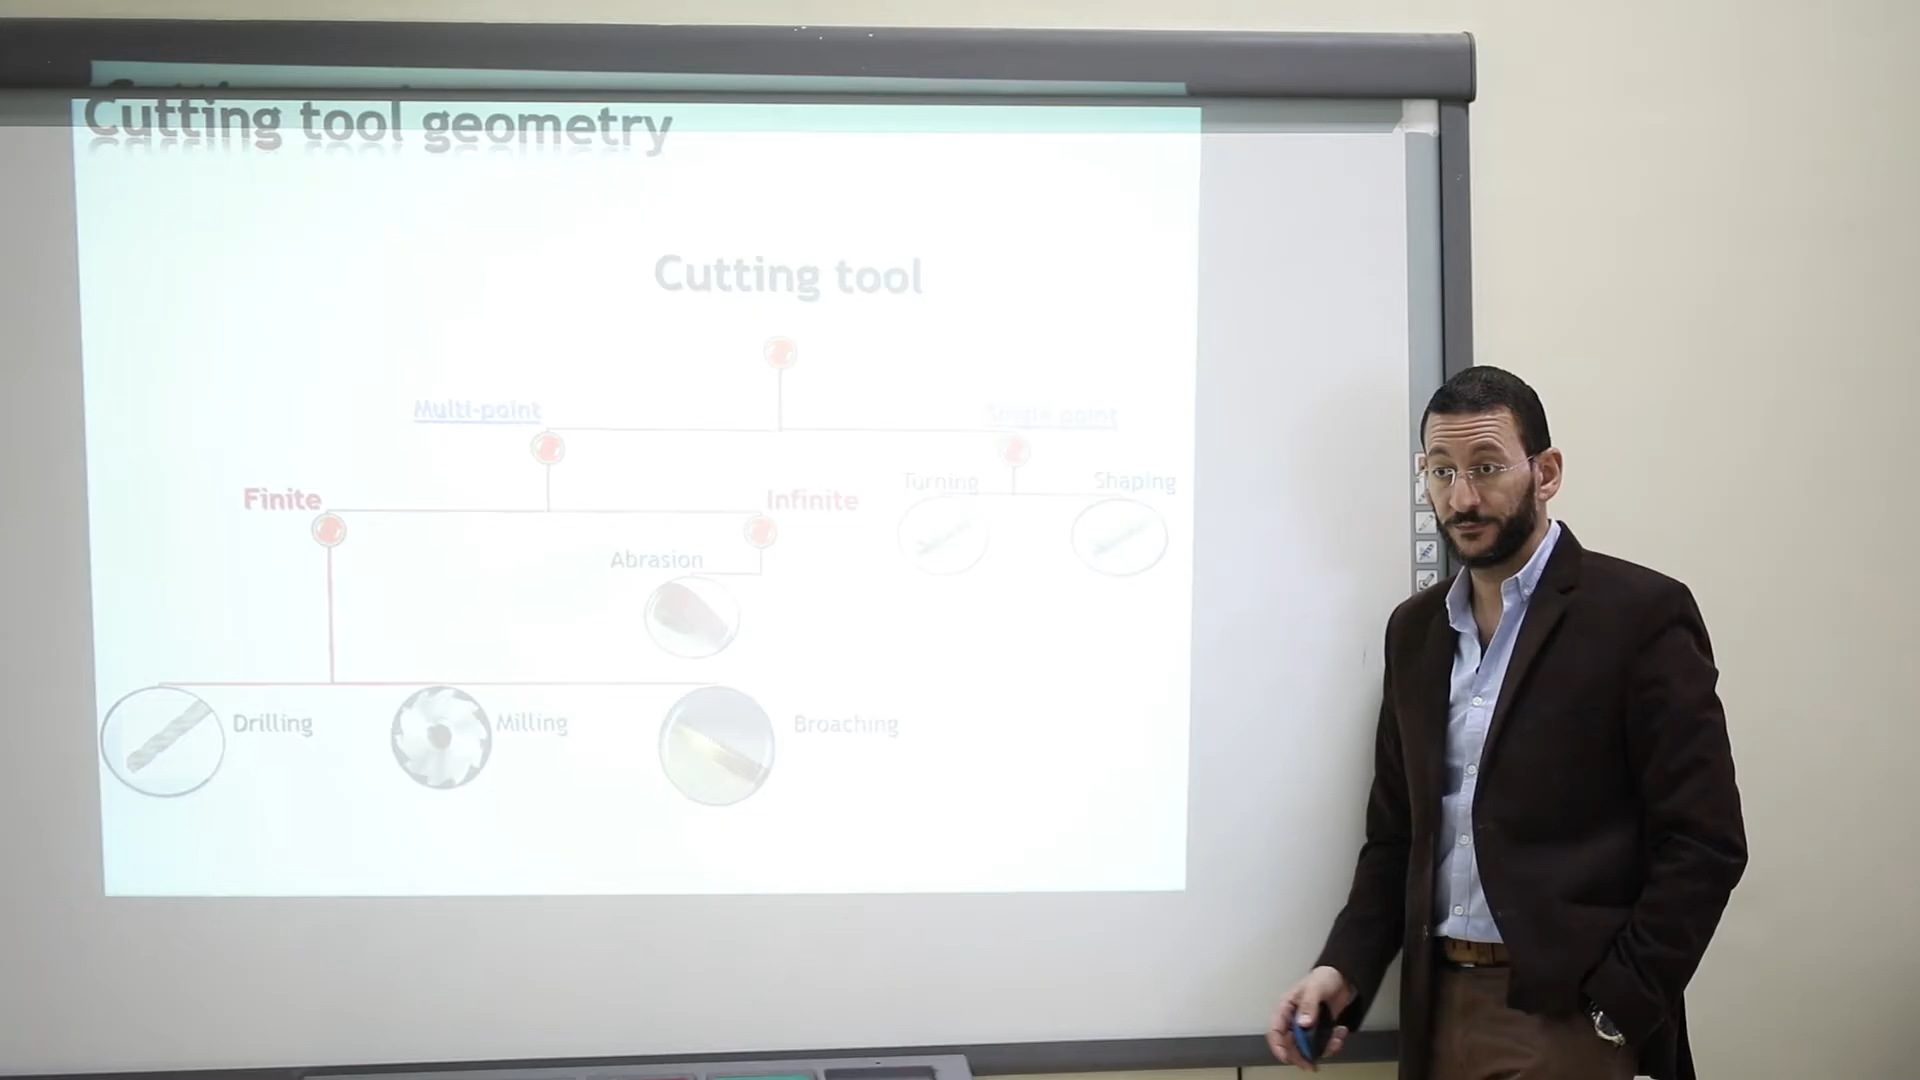 Cutting tool geometry
Cutting tool
Multi-point
Single point
Finite
Infinite
Turning
Shaping
Abrasion
Drilling
Milling
Broaching